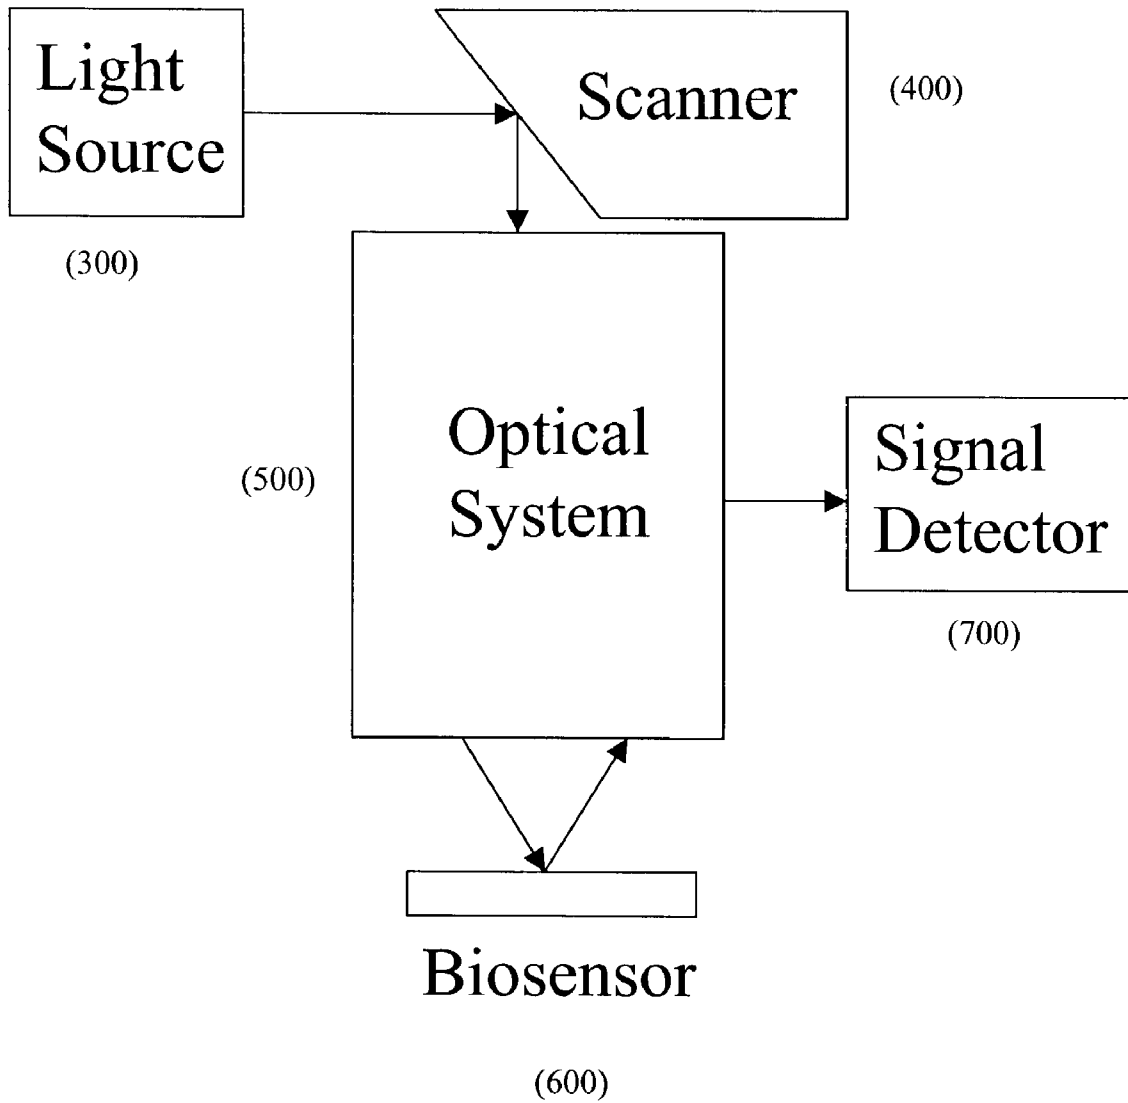 Light
Source
(300)
Scanner
(400)
Optical
System
(500)
Signal
Detector
(700)
Biosensor
(600)